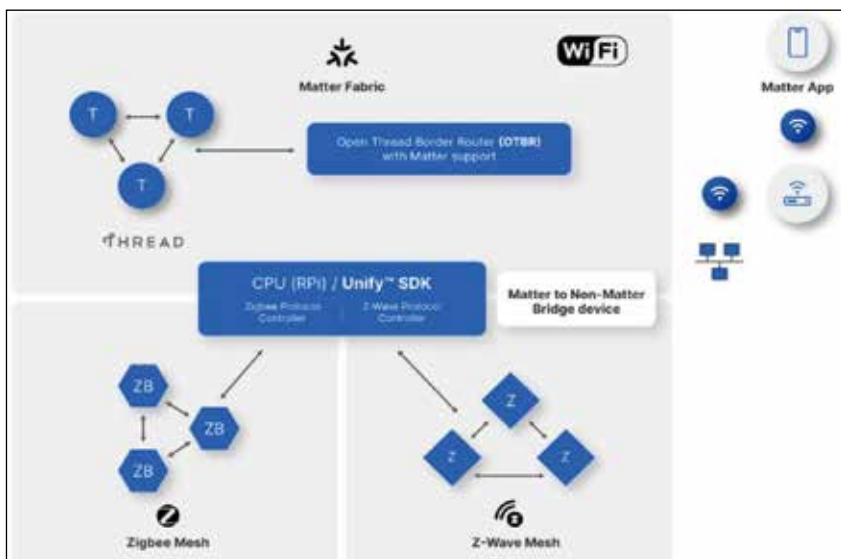 Matter Fabric
WiFi
Matter App
T
T
T
Open Thread Border Router (OTBR)
with Matter support
THREAD
CPU (RPi) / Unify™ SDK
Zigbee Protocol
Controller
Z-Wave Protocol
Controller
Matter to Non-Matter
Bridge device
ZB
ZB
ZB
Z
Z
Z
Zigbee Mesh
Z-Wave Mesh